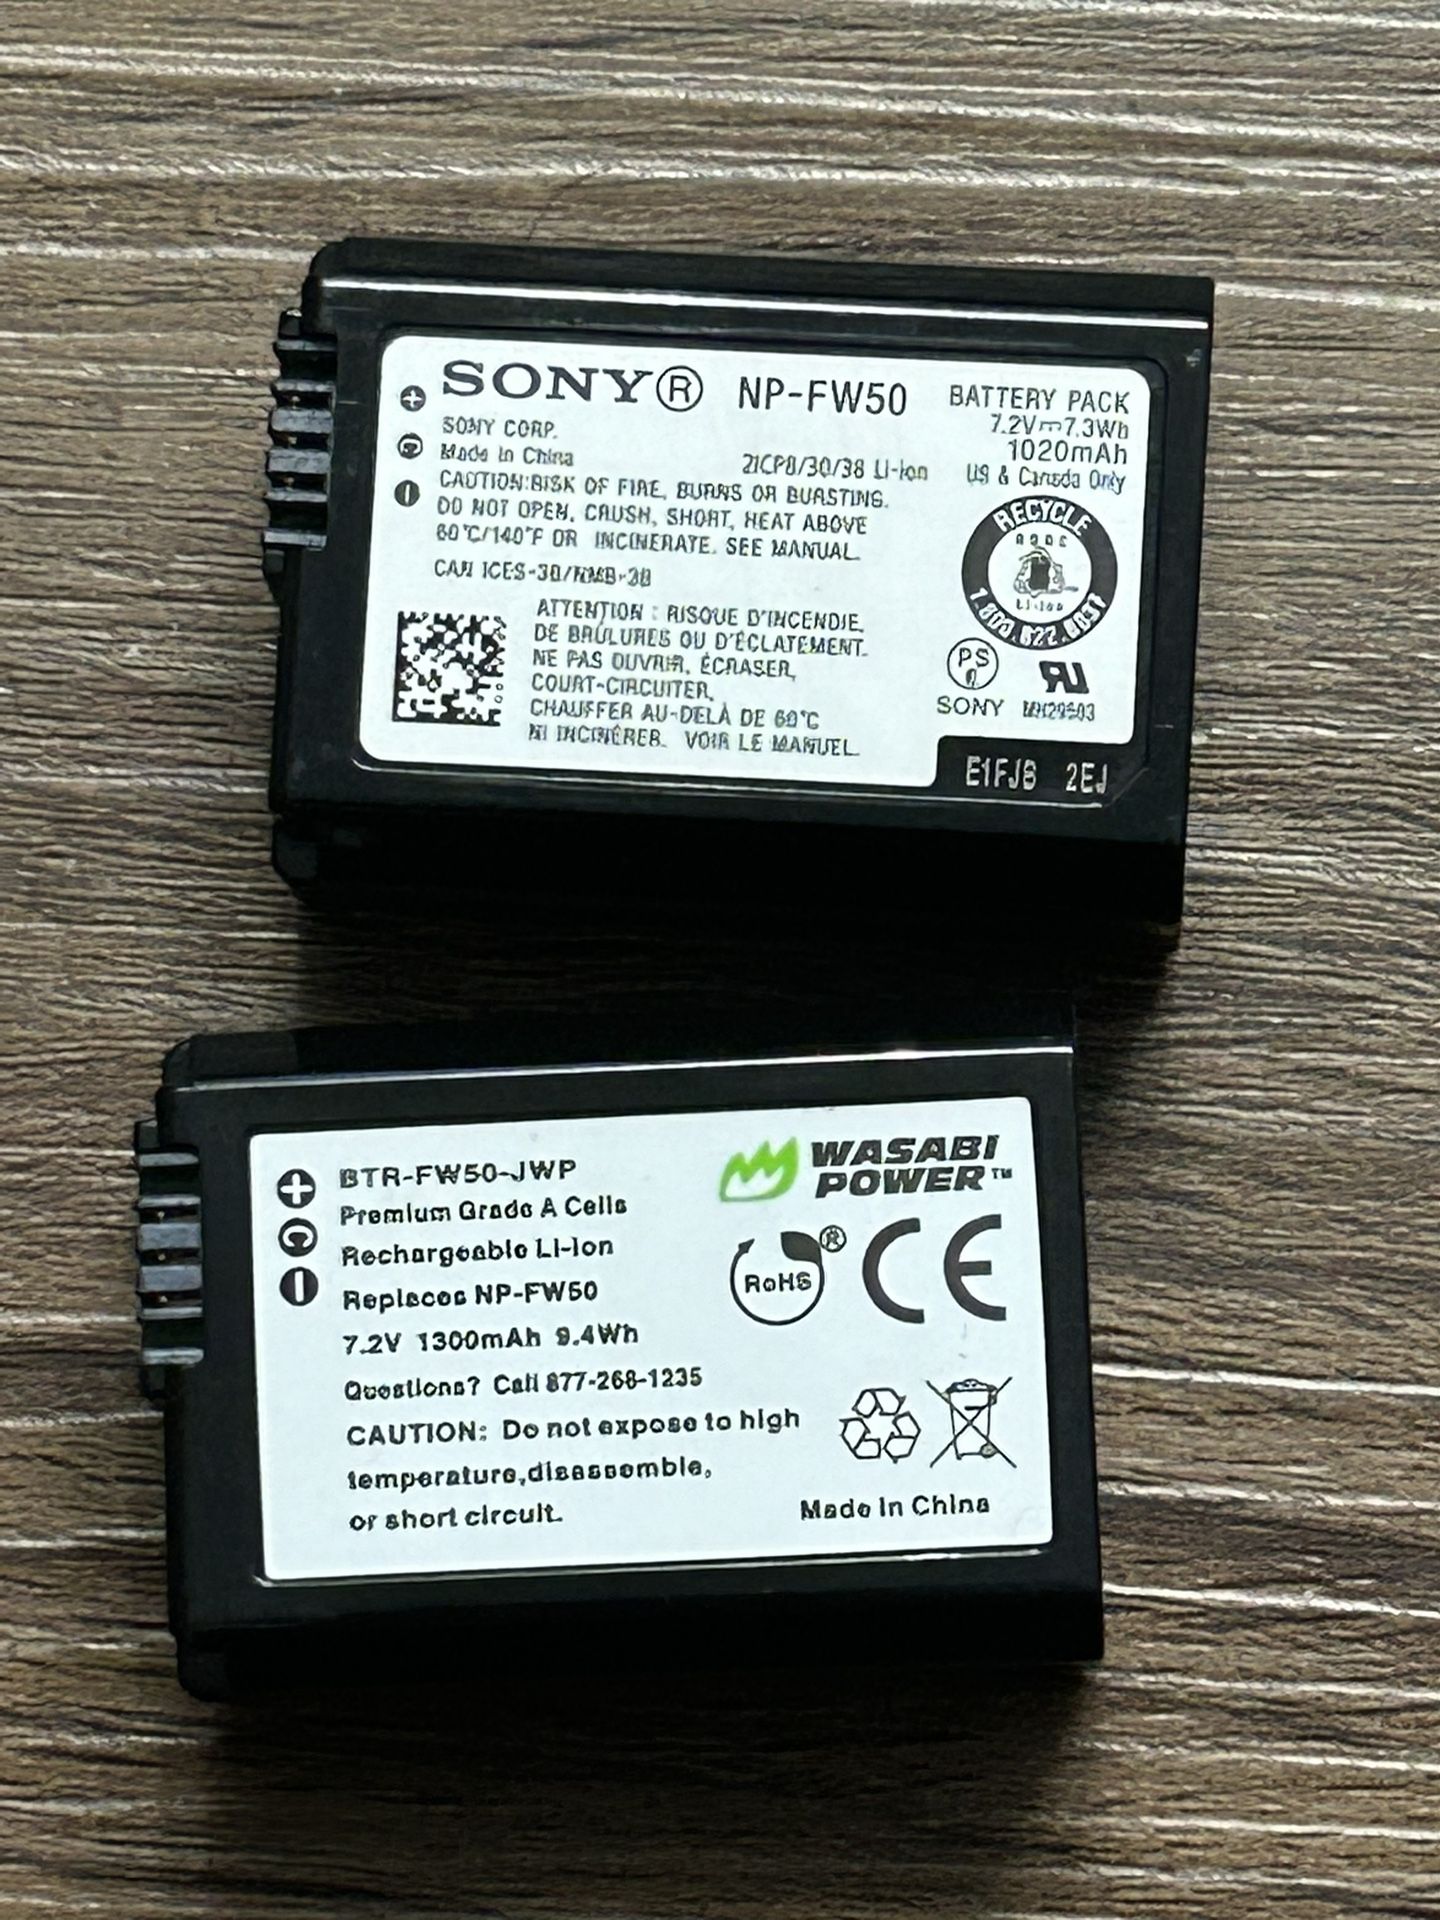 SONY® NP-FW50
BATTERY PACK
7.2V⎓7.3Wh
1020mAh
SONY CORP.
Made in China
2ICP8/30/38 Li-ion
US & Canada Only
CAUTION:RISK OF FIRE, BURNS OR BURSTING.
DO NOT OPEN, CRUSH, SHORT, HEAT ABOVE
60°C/140°F OR INCINERATE. SEE MANUAL.
CAN ICES-3B/NMB-3B
RECYCLE
Li-ion
ATTENTION : RISQUE D'INCENDIE,
DE BRÛLURES OU D'ÉCLATEMENT.
NE PAS OUVRIR, ÉCRASER,
COURT-CIRCUITER,
CHAUFFER AU-DELÀ DE 60°C
NI INCINÉRER. VOIR LE MANUEL.
PS
SONY
E1FJ8 2EJ
WASABI
POWER™
BTR-FW50-JWP
Premium Grade A Cells
Rechargeable Li-Ion
Replaces NP-FW50
7.2V 1300mAh 9.4Wh
Questions? Call 877-268-1235
CAUTION: Do not expose to high
temperature,disassemble,
or short circuit.
C
RoHS®
CE
Made in China